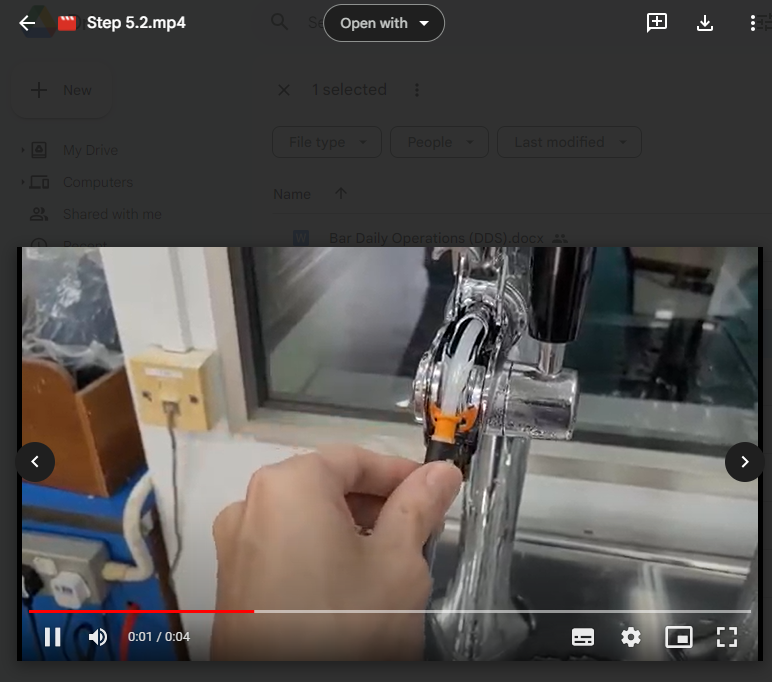 Step 5.2.mp4
Open with
New
1 selected
My Drive
File type
People
Last modified
Computers
Name
Shared with me
Recent
Bar Daily Operations (DDS).docx
0:01 / 0:04